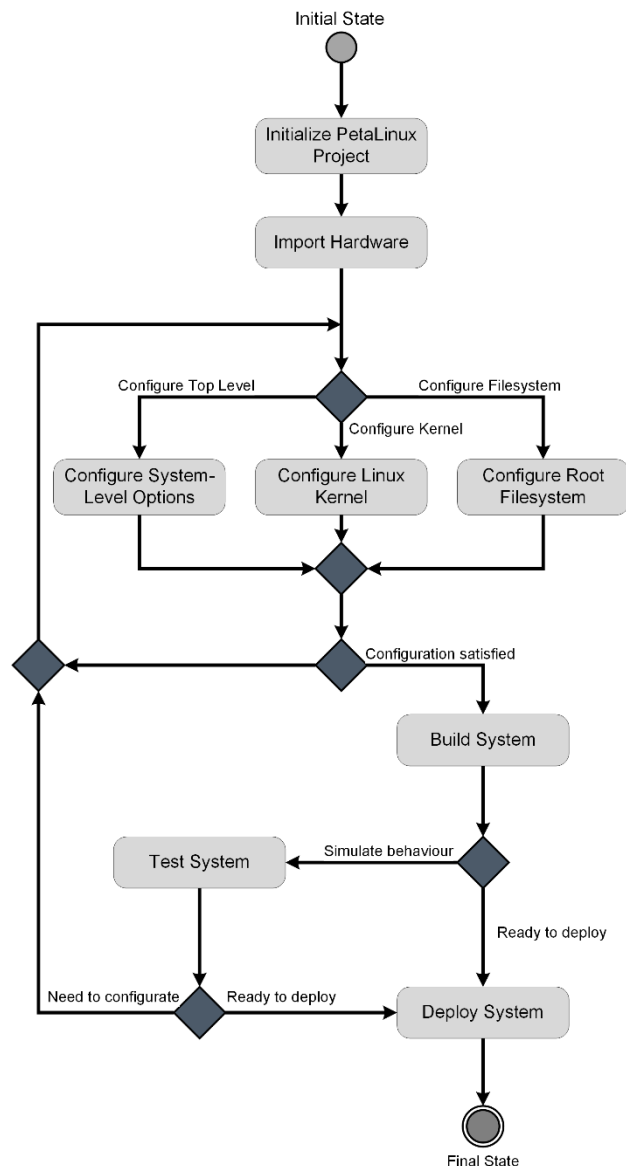 Initial State
Initialize PetaLinux
Project
Import Hardware
Configure Top Level
Configure Filesystem
Configure Kernel
Configure System-
Level Options
Configure Linux
Kernel
Configure Root
Filesystem
Configuration satisfied
Build System
Simulate behaviour
Test System
Ready to deploy
Need to configurate
Ready to deploy
Deploy System
Final State